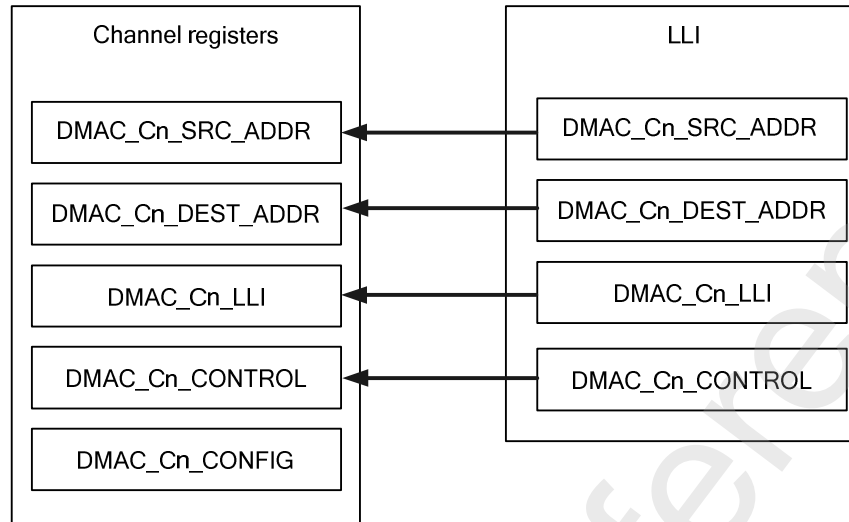 Channel registers
DMAC_Cn_SRC_ADDR
DMAC_Cn_DEST_ADDR
DMAC_Cn_LLI
DMAC_Cn_CONTROL
DMAC_Cn_CONFIG
LLI
DMAC_Cn_SRC_ADDR
DMAC_Cn_DEST_ADDR
DMAC_Cn_LLI
DMAC_Cn_CONTROL